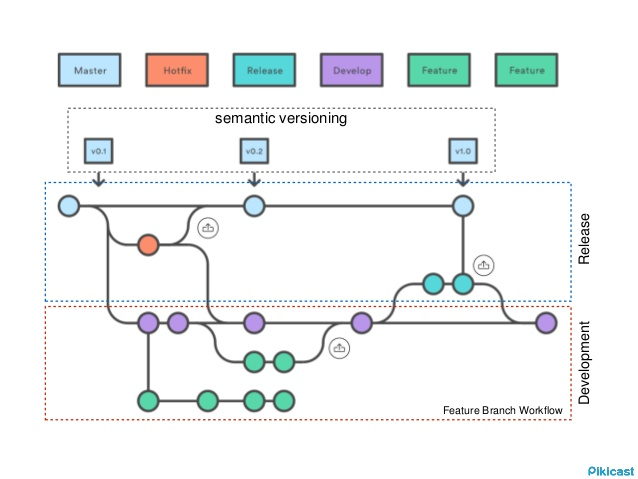 Master Hotfix Release Develop Feature Feature
semantic versioning
v0.1 v0.2 v1.0
Release
Development
Feature Branch Workflow
Pikicast